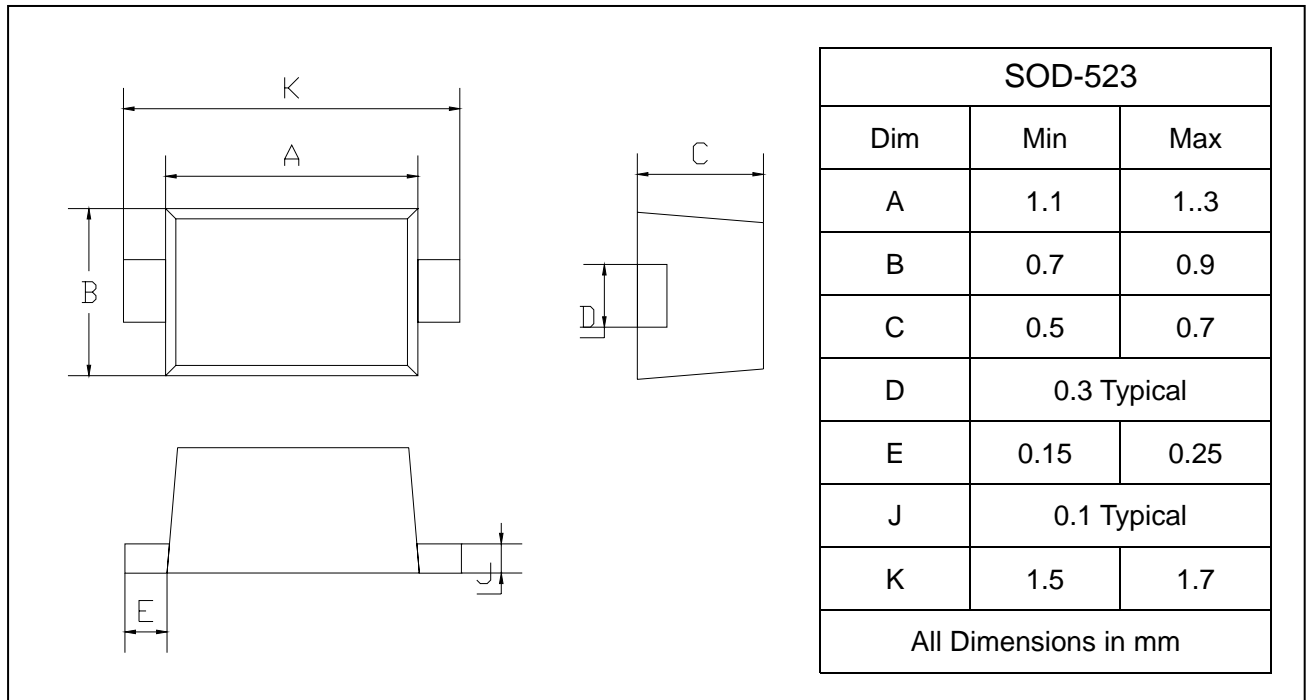 K
A
B
C
D
J
E
SOD-523
Dim Min Max
A 1.1 1..3
B 0.7 0.9
C 0.5 0.7
D 0.3 Typical
E 0.15 0.25
J 0.1 Typical
K 1.5 1.7
All Dimensions in mm